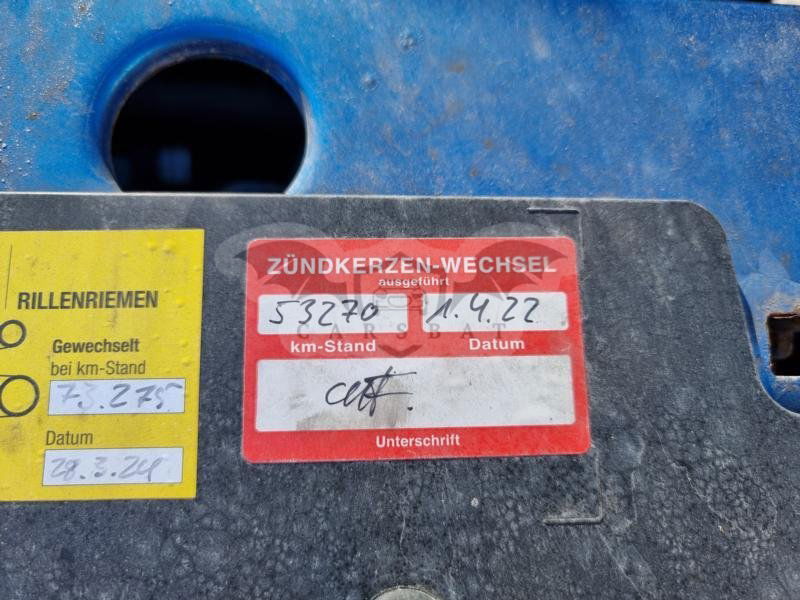 RILLENRIEMEN
Gewechselt
bei km-Stand
73.275
Datum
28.3.24
ZÜNDKERZEN-WECHSEL
ausgeführt
53270 1.4.22
km-Stand Datum
Unterschrift
CARSBAT